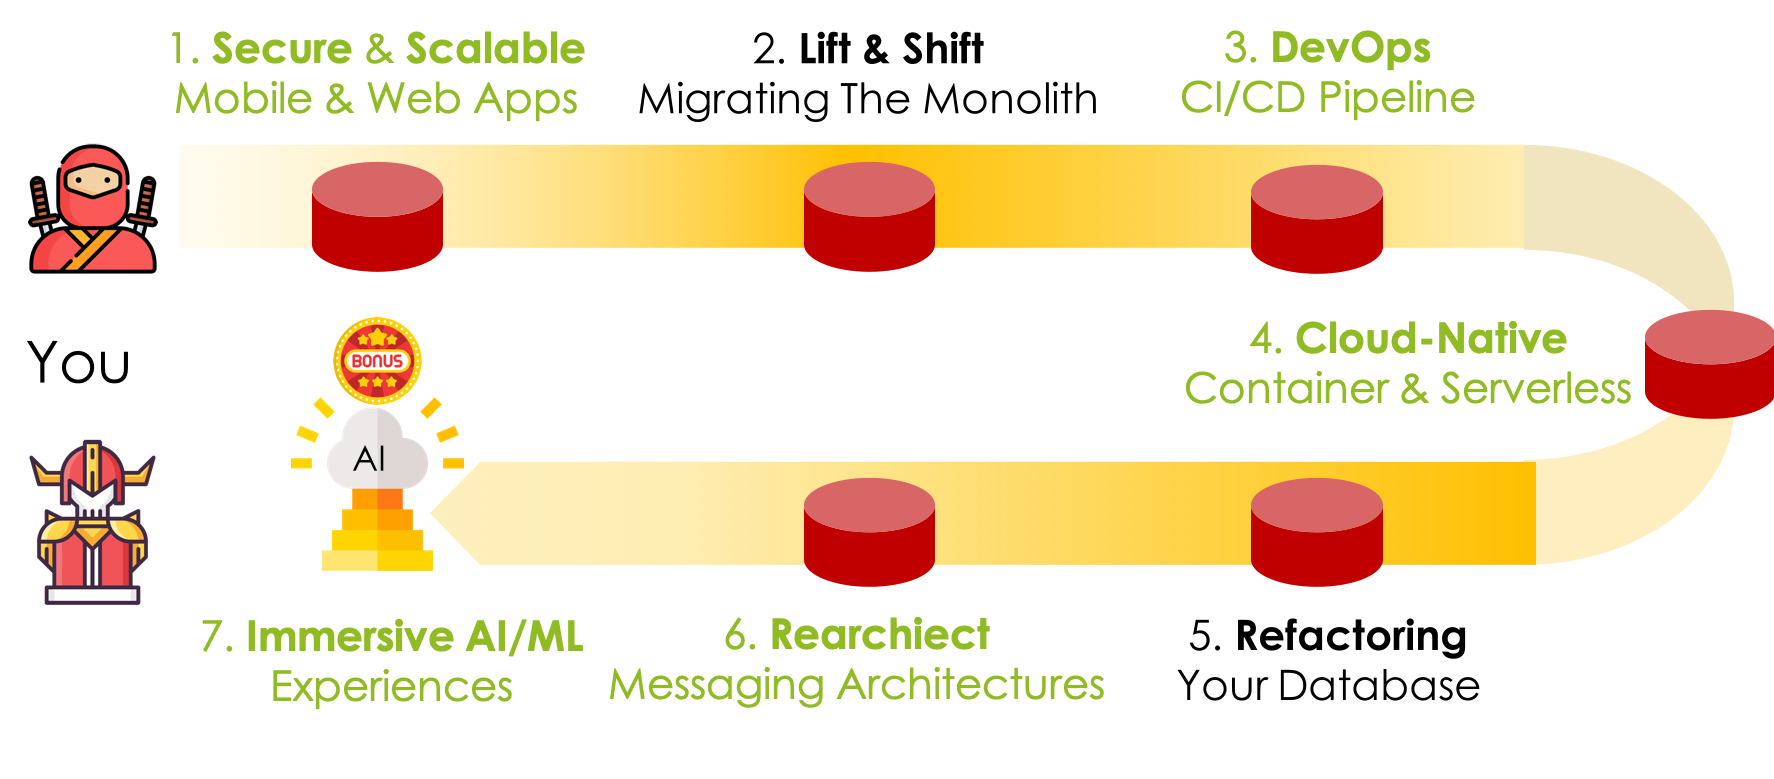 1. Secure & Scalable
Mobile & Web Apps
2. Lift & Shift
Migrating The Monolith
3. DevOps
CI/CD Pipeline
You
BONUS
AI
4. Cloud-Native
Container & Serverless
7. Immersive AI/ML
Experiences
6. Rearchiect
Messaging Architectures
5. Refactoring
Your Database